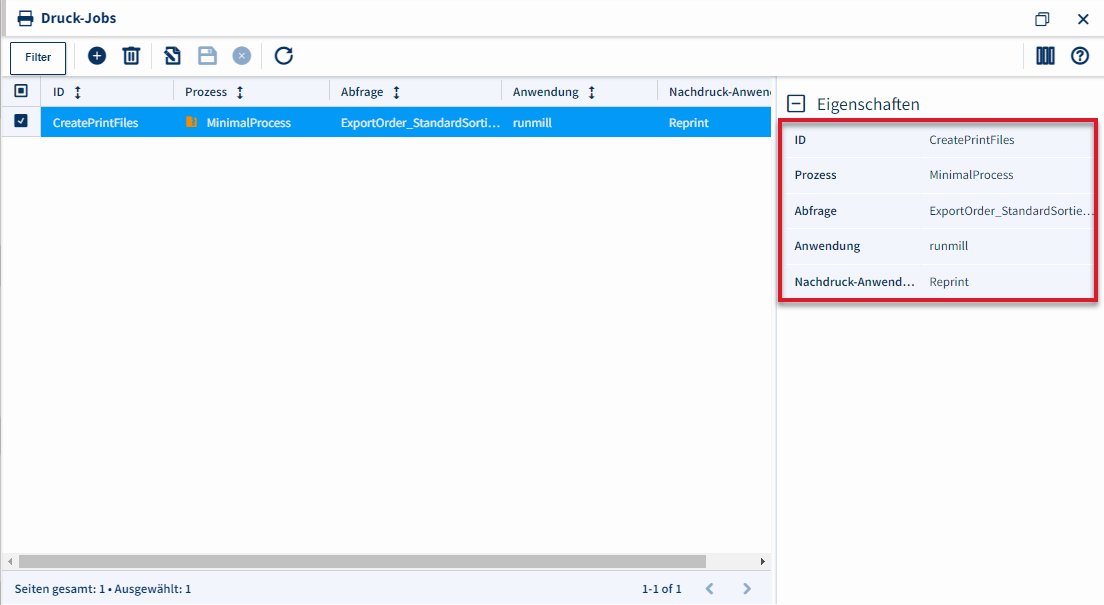 Druck-Jobs
Filter
ID Prozess Abfrage Anwendung Nachdruck-Anwen
CreatePrintFiles MinimalProcess ExportOrder_StandardSorti... runmill Reprint
Eigenschaften
ID CreatePrintFiles
Prozess MinimalProcess
Abfrage ExportOrder_StandardSortie...
Anwendung runmill
Nachdruck-Anwend... Reprint
Seiten gesamt: 1 • Ausgewählt: 1 1-1 of 1